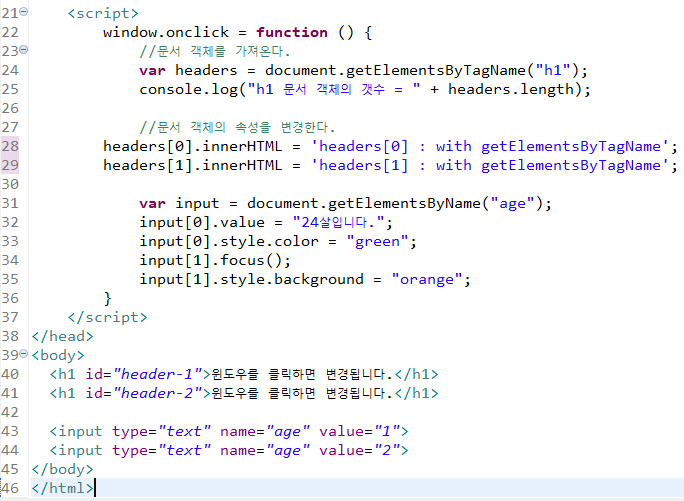 21 <script>
22 window.onclick = function () {
23 //문서 객체를 가져온다.
24 var headers = document.getElementsByTagName("h1");
25 console.log("h1 문서 객체의 갯수 = " + headers.length);
26
27 //문서 객체의 속성을 변경한다.
28 headers[0].innerHTML = 'headers[0] : with getElementsByTagName';
29 headers[1].innerHTML = 'headers[1] : with getElementsByTagName';
30
31 var input = document.getElementsByName("age");
32 input[0].value = "24살입니다.";
33 input[0].style.color = "green";
34 input[1].focus();
35 input[1].style.background = "orange";
36 }
37 </script>
38 </head>
39 <body>
40 <h1 id="header-1">윈도우를 클릭하면 변경됩니다.</h1>
41 <h1 id="header-2">윈도우를 클릭하면 변경됩니다.</h1>
42
43 <input type="text" name="age" value="1">
44 <input type="text" name="age" value="2">
45 </body>
46 </html>